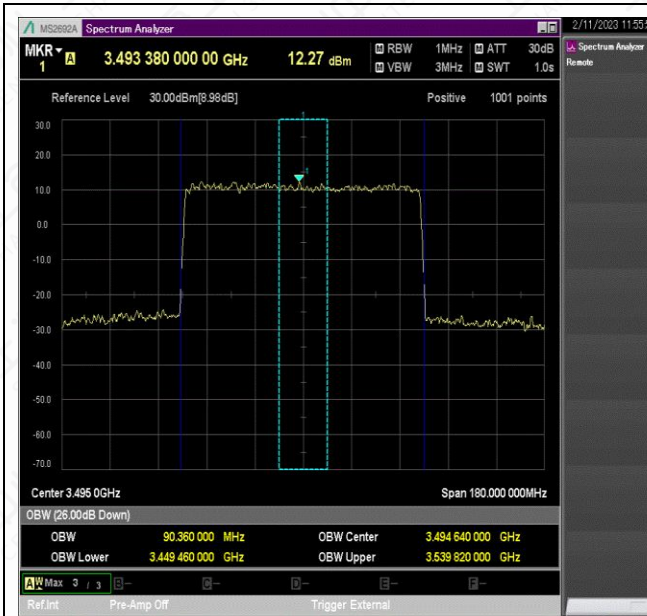 MS2692A Spectrum Analyzer
2/11/2023 11:55:
MKR 1 A 3.493 380 000 00 GHz 12.27 dBm
M RBW 1MHz M ATT 30dB
M VBW 3MHz M SWT 1.0s
Spectrum Analyzer
Remote
Reference Level 30.00dBm[8.98dB] Positive 1001 points
1
30.0
20.0
10.0
0.0
-10.0
-20.0
-30.0
-40.0
-50.0
-60.0
-70.0
Center 3.495 0GHz Span 180.000 000MHz
OBW (26.00dB Down)
OBW 90.360 000 MHz OBW Center 3.494 640 000 GHz
OBW Lower 3.449 460 000 GHz OBW Upper 3.539 820 000 GHz
A W Max 3 / 3 B- C- D- E- F-
Ref.Int Pre-Amp Off Trigger External